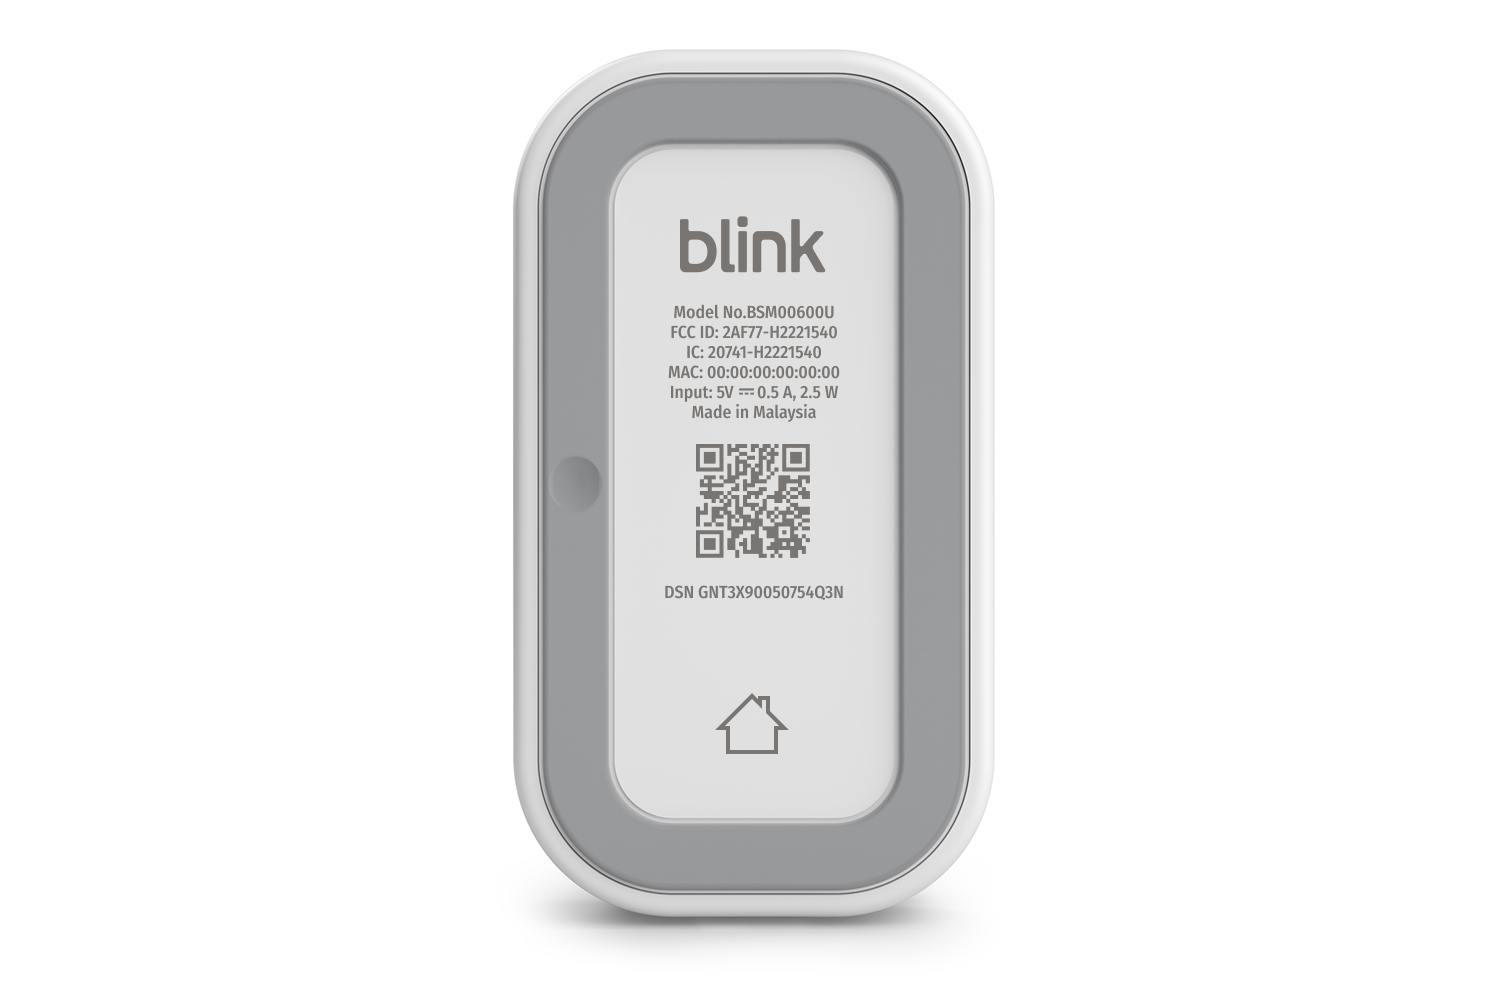 blink
Model No.BSM00600U
FCC ID: 2AF77-H2221540
IC: 20741-H2221540
MAC: 00:00:00:00:00:00
Input: 5V ⎓ 0.5 A, 2.5 W
Made in Malaysia
DSN GNT3X90050754Q3N